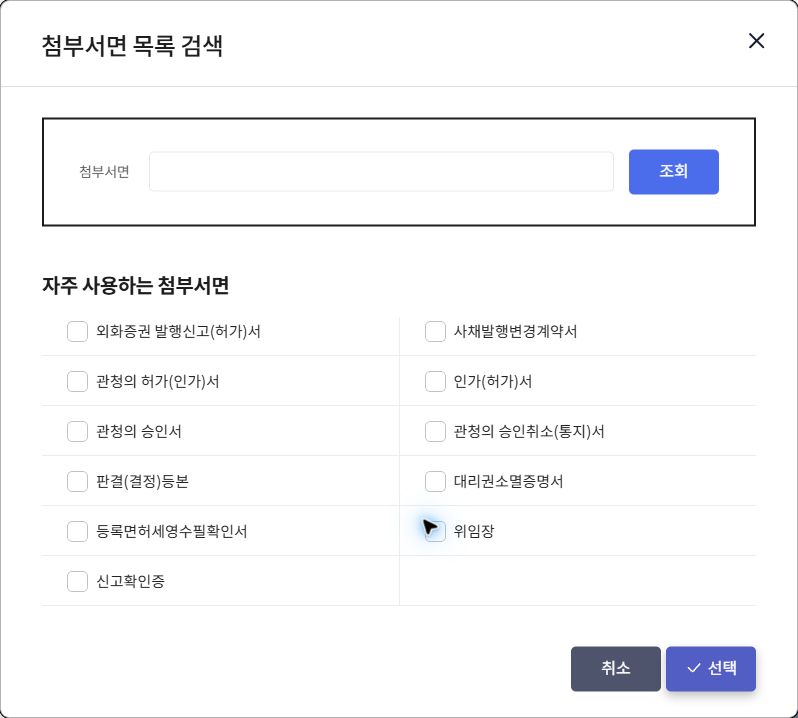 첨부서면 목록 검색
첨부서면
조회
자주 사용하는 첨부서면
외화증권 발행신고(허가)서
사채발행변경계약서
관청의 허가(인가)서
인가(허가)서
관청의 승인서
관청의 승인취소(통지)서
판결(결정)등본
대리권소멸증명서
등록면허세영수필확인서
위임장
신고확인증
취소
선택